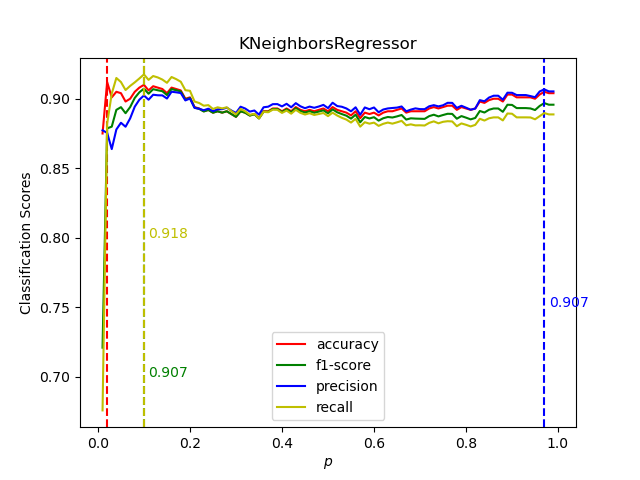 KNeighborsRegressor
Classification Scores
0.90
0.85
0.80
0.75
0.70
0.918
0.907
0.907
accuracy
f1-score
precision
recall
0.0 0.2 0.4 0.6 0.8 1.0
p